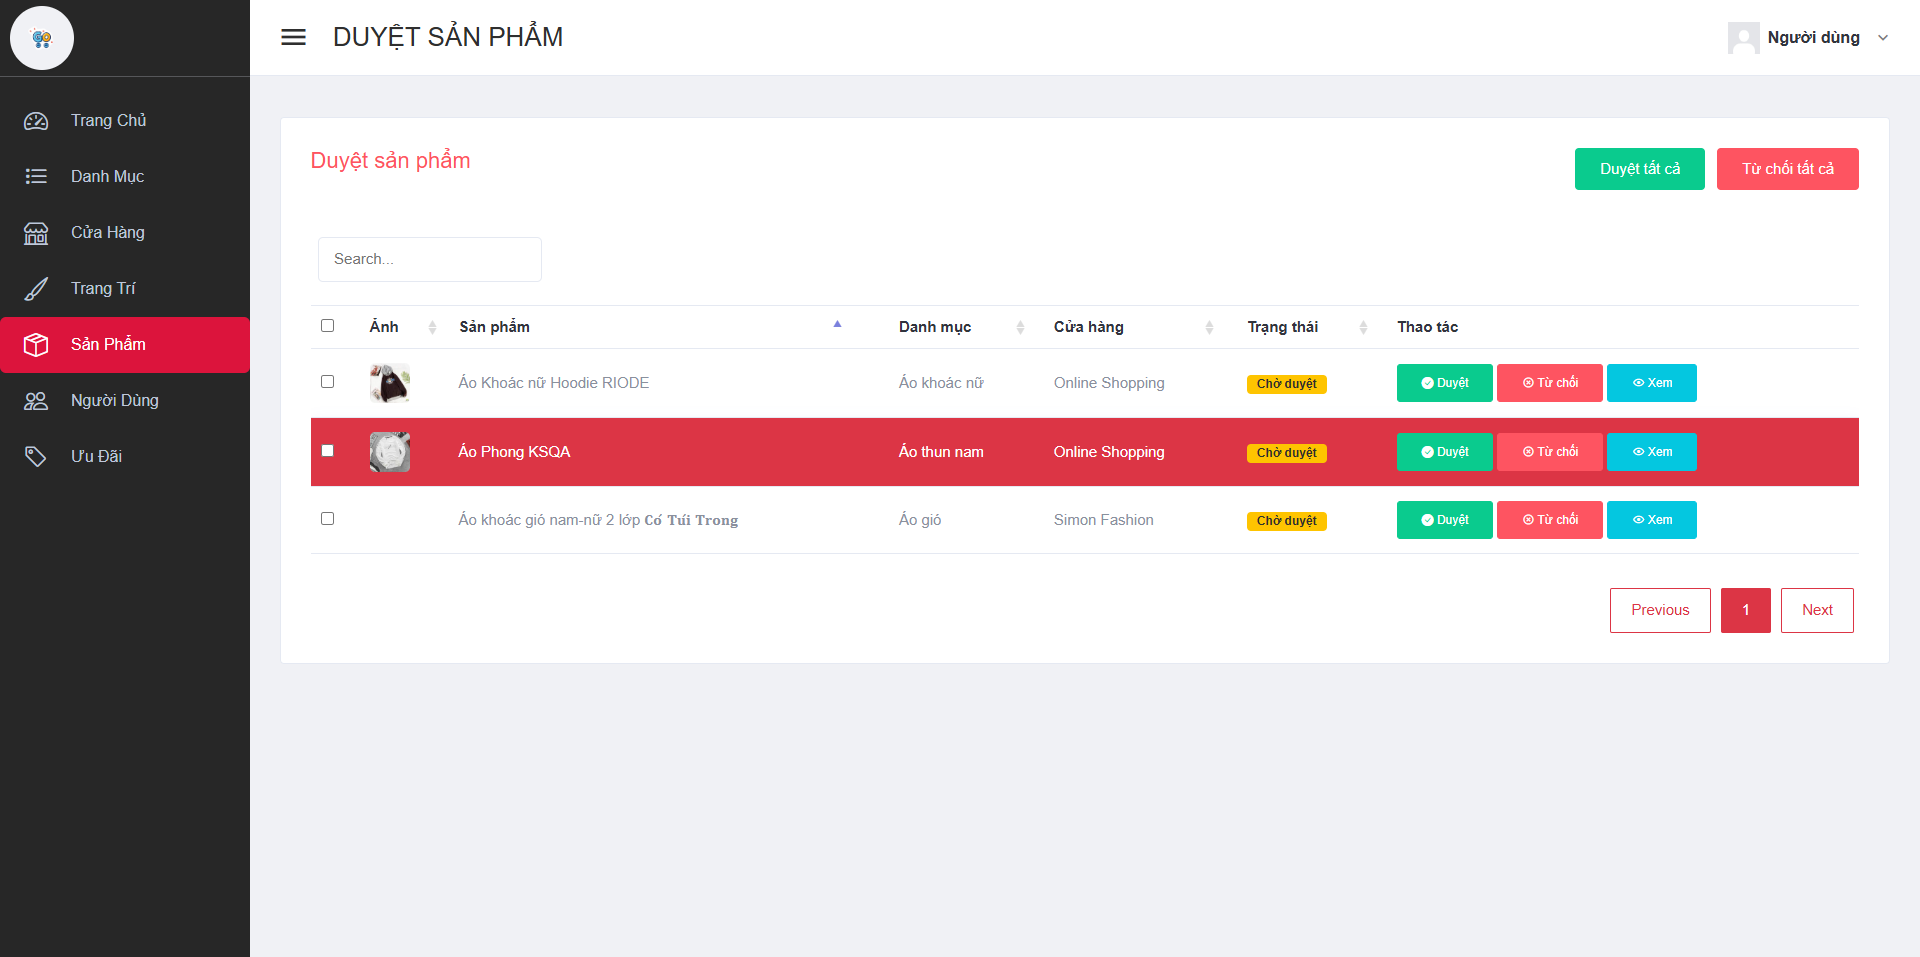 GO
DUYỆT SẢN PHẨM
Người dùng
Trang Chủ
Danh Mục
Cửa Hàng
Trang Trí
Sản Phẩm
Người Dùng
Ưu Đãi
Duyệt sản phẩm
Duyệt tất cả
Từ chối tất cả
Search...
Ảnh Sản phẩm Danh mục Cửa hàng Trạng thái Thao tác
Áo Khoác nữ Hoodie RIODE Áo khoác nữ Online Shopping Chờ duyệt Duyệt Từ chối Xem
Áo Phong KSQA Áo thun nam Online Shopping Chờ duyệt Duyệt Từ chối Xem
Áo khoác gió nam-nữ 2 lớp Có Túi Trong Áo gió Simon Fashion Chờ duyệt Duyệt Từ chối Xem
Previous 1 Next